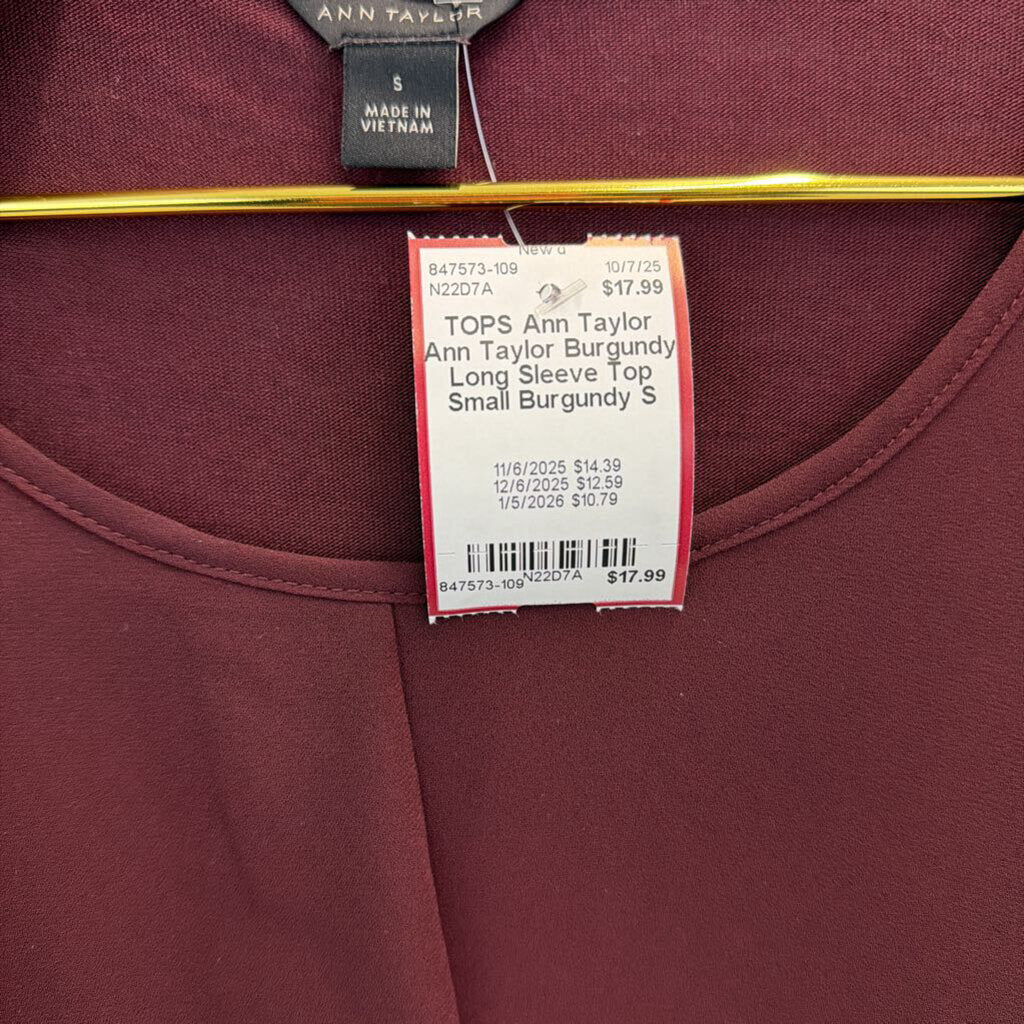 ANN TAYLOR
S
MADE IN
VIETNAM
847573-109 10/7/25
N22D7A $17.99
TOPS Ann Taylor
Ann Taylor Burgundy
Long Sleeve Top
Small Burgundy S
11/6/2025 $14.39
12/6/2025 $12.59
1/5/2026 $10.79
847573-109 N22D7A $17.99